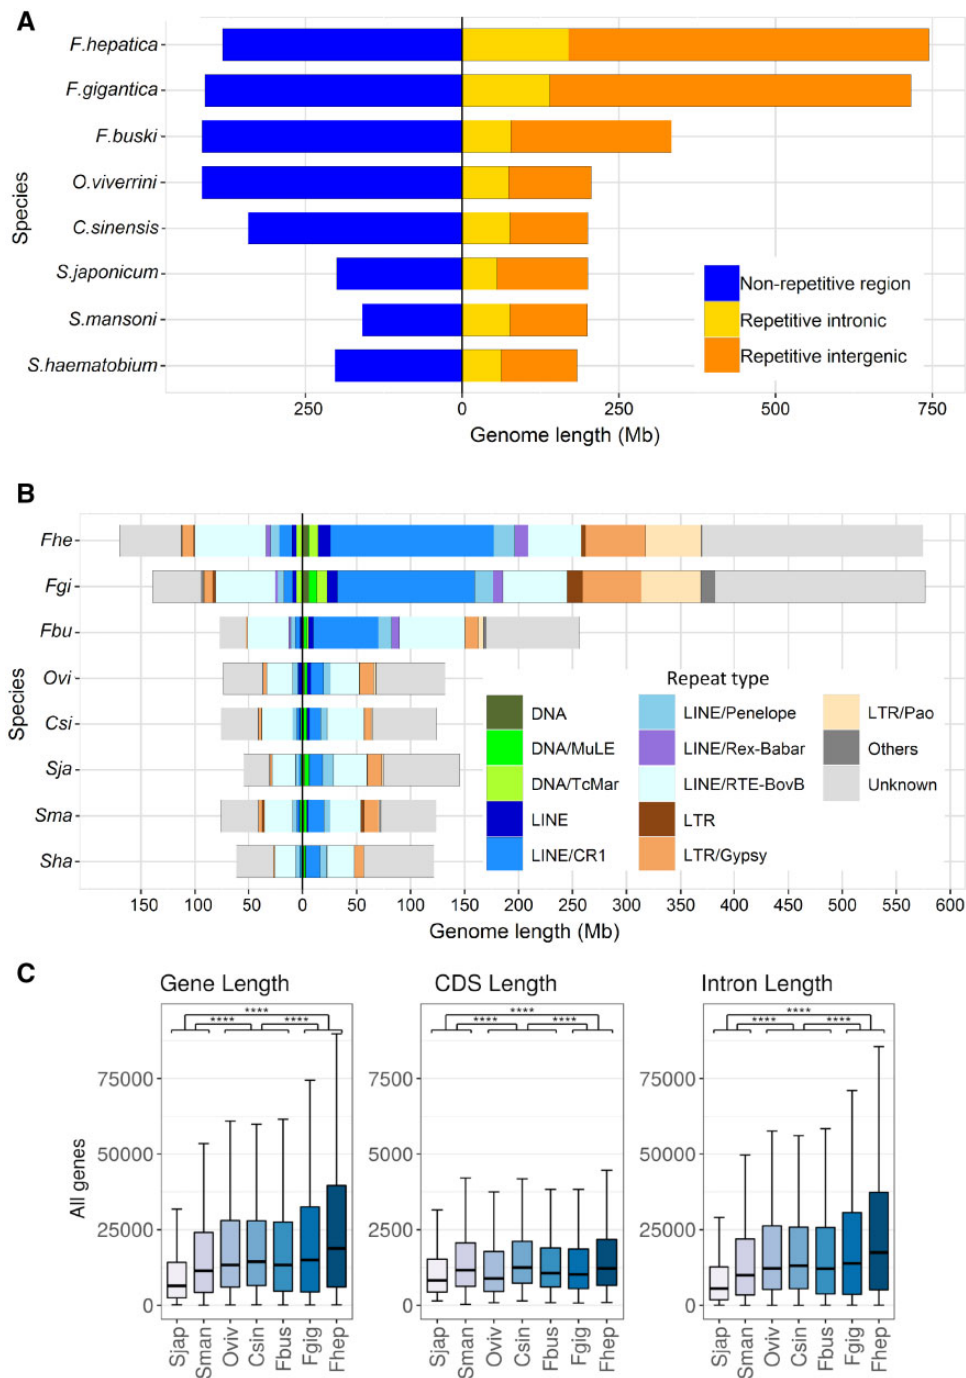 A
Species
F.hepatica
F.gigantica
F.buski
O.viverrini
C.sinensis
S.japonicum
S.mansoni
S.haematobium
Non-repetitive region
Repetitive intronic
Repetitive intergenic
250 0 250 500 750
Genome length (Mb)
B
Species
Fhe
Fgi
Fbu
Ovi
Csi
Sja
Sma
Sha
Repeat type
DNA LINE/Penelope LTR/Pao
DNA/MuLE LINE/Rex-Babar Others
DNA/TcMar LINE/RTE-BovB Unknown
LINE LTR
LINE/CR1 LTR/Gypsy
150 100 50 0 50 100 150 200 250 300 350 400 450 500 550 600
Genome length (Mb)
C
Gene Length CDS Length Intron Length
**** **** ****
**** **** **** **** **** ****
All genes
75000 7500 75000
50000 5000 50000
25000 2500 25000
0 0 0
Sjap Sman Oviv Csin Fbus Fgig Fhep Sjap Sman Oviv Csin Fbus Fgig Fhep Sjap Sman Oviv Csin Fbus Fgig Fhep